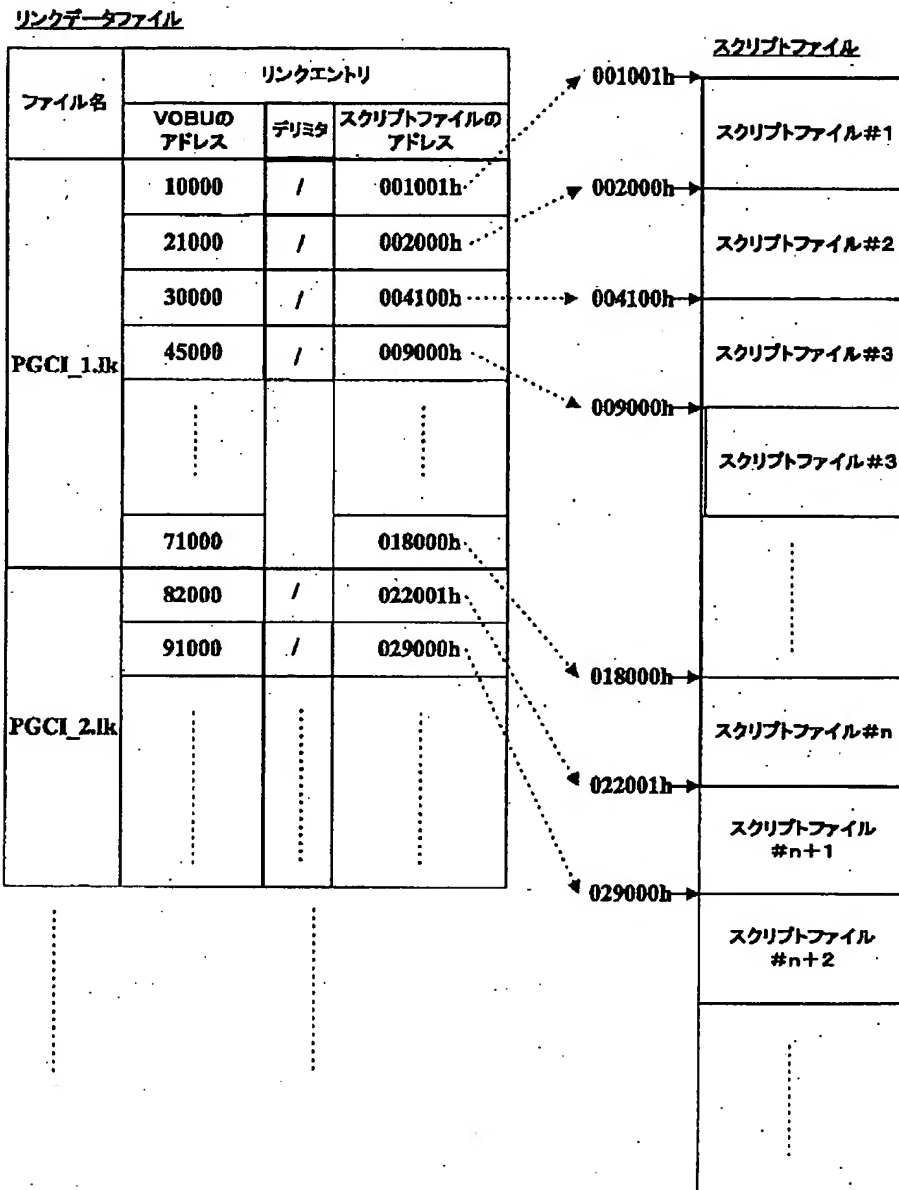 リンクデータファイル
ファイル名
リンクエントリ
VOBUの
アドレス
デリミタ
スクリプトファイルの
アドレス
PGCI_1.lk
10000 / 001001h
21000 / 002000h
30000 / 004100h
45000 / 009000h
71000 018000h
PGCI_2.lk
82000 / 022001h
91000 / 029000h
スクリプトファイル
001001h
スクリプトファイル#1
002000h
スクリプトファイル#2
004100h
スクリプトファイル#3
009000h
スクリプトファイル#3
018000h
スクリプトファイル#n
022001h
スクリプトファイル
#n+1
029000h
スクリプトファイル
#n+2